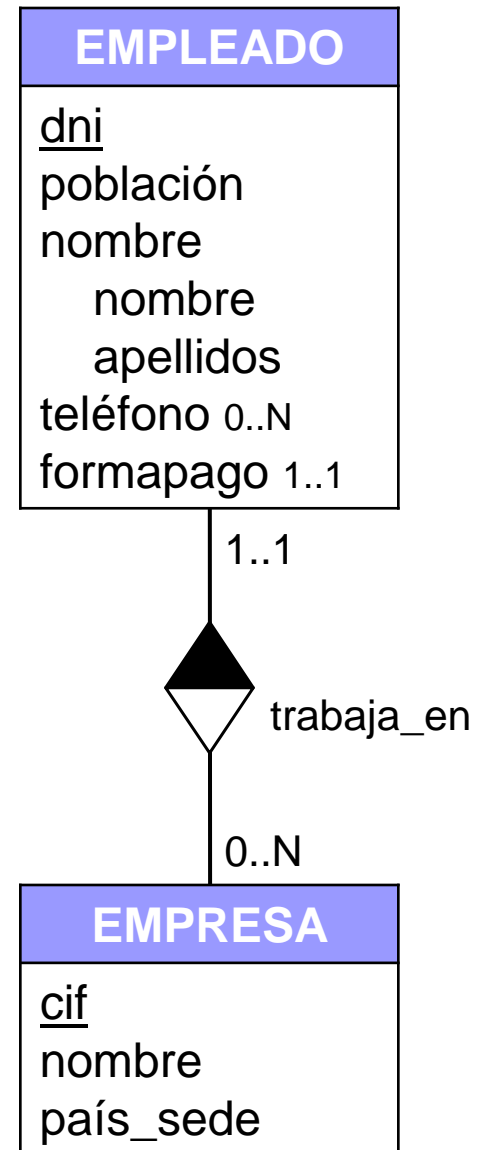 EMPLEADO
dni
población
nombre
nombre
apellidos
teléfono 0..N
formapago 1..1
1..1
trabaja_en
0..N
EMPRESA
cif
nombre
país_sede